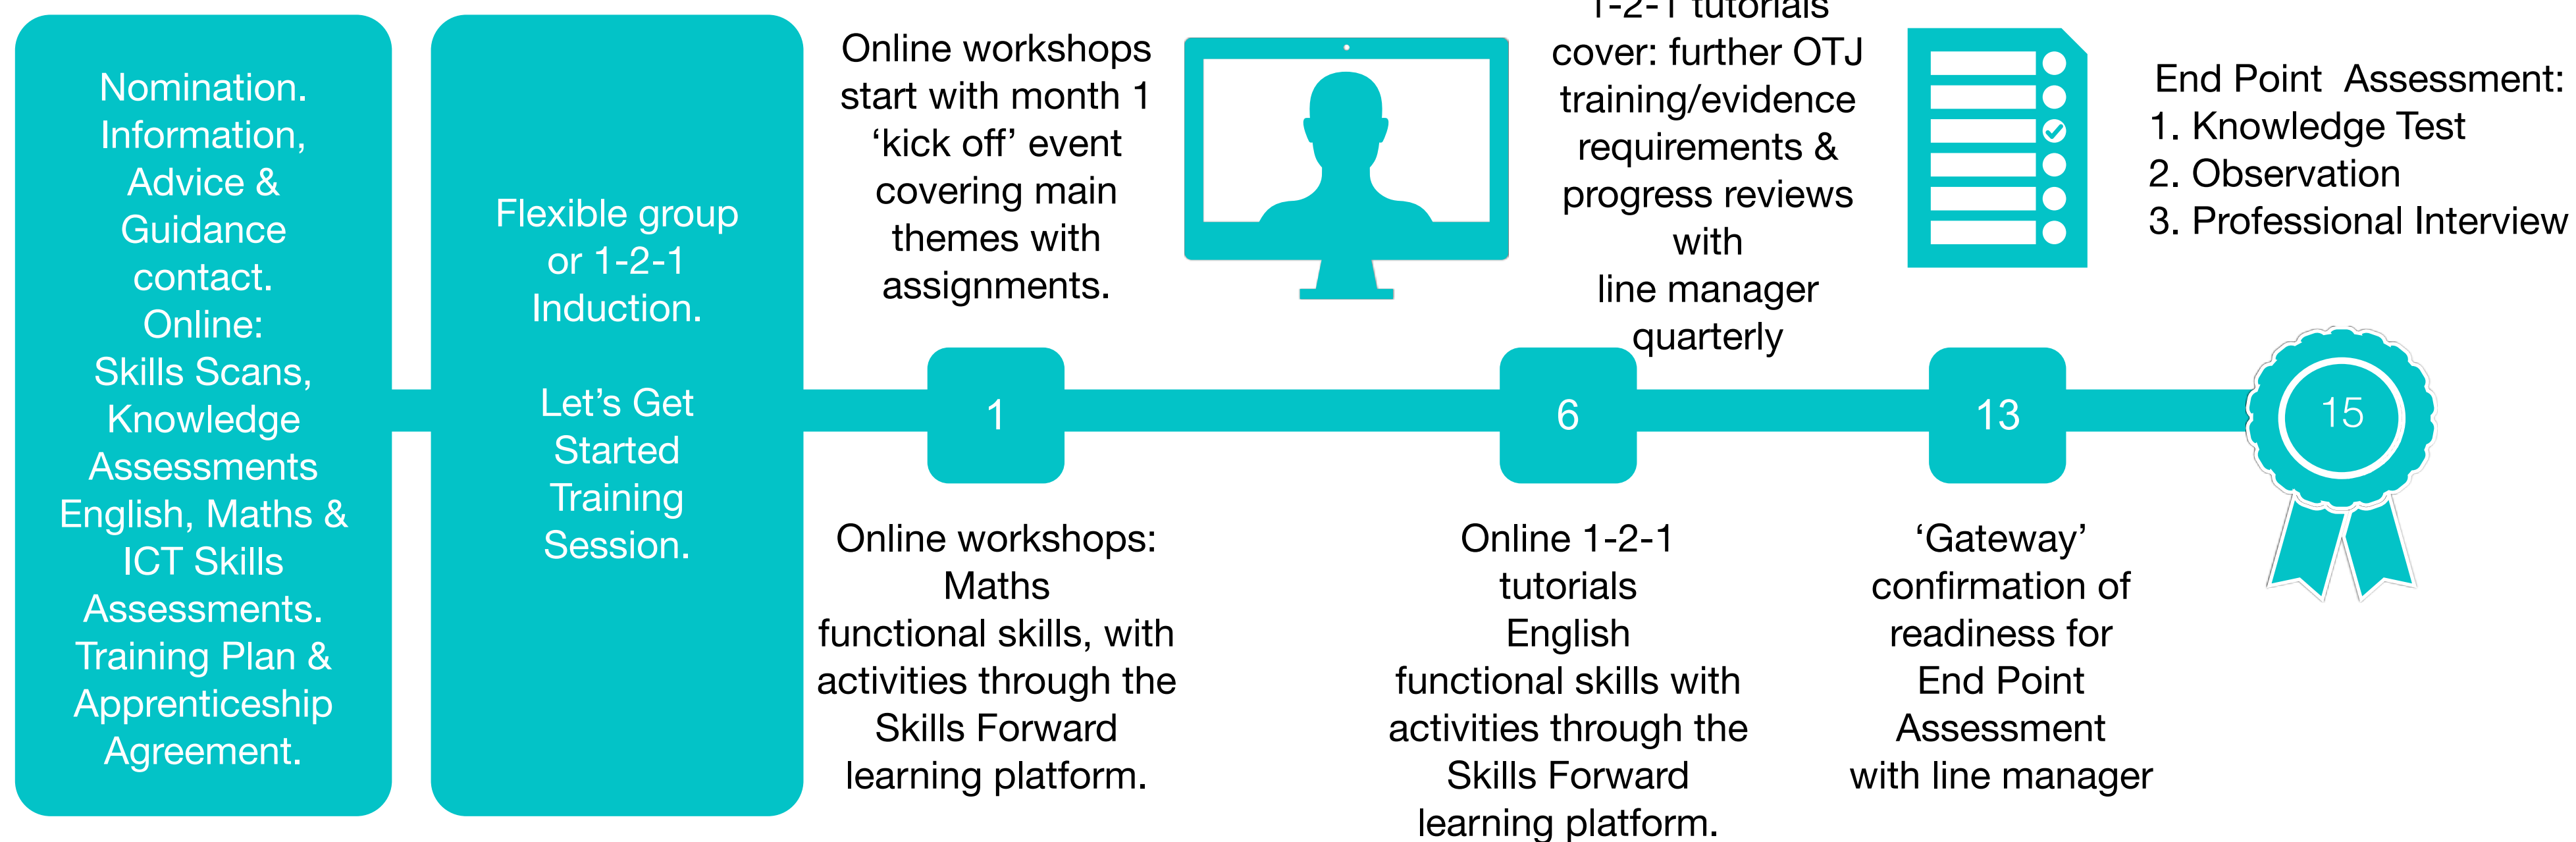 Nomination.
Information,
Advice &
Guidance
contact.
Online:
Skills Scans,
Knowledge
Assessments
English, Maths &
ICT Skills
Assessments.
Training Plan &
Apprenticeship
Agreement.
Flexible group
or 1-2-1
Induction.
Let’s Get
Started
Training
Session.
Online workshops
start with month 1
‘kick off’ event
covering main
themes with
assignments.
1
Online workshops:
Maths
functional skills, with
activities through the
Skills Forward
learning platform.
1-2-1 tutorials
cover: further OTJ
training/evidence
requirements &
progress reviews
with
line manager
quarterly
6
Online 1-2-1
tutorials
English
functional skills with
activities through the
Skills Forward
learning platform.
13
‘Gateway’
confirmation of
readiness for
End Point
Assessment
with line manager
End Point  Assessment:
1. Knowledge Test
2. Observation
3. Professional Interview
15